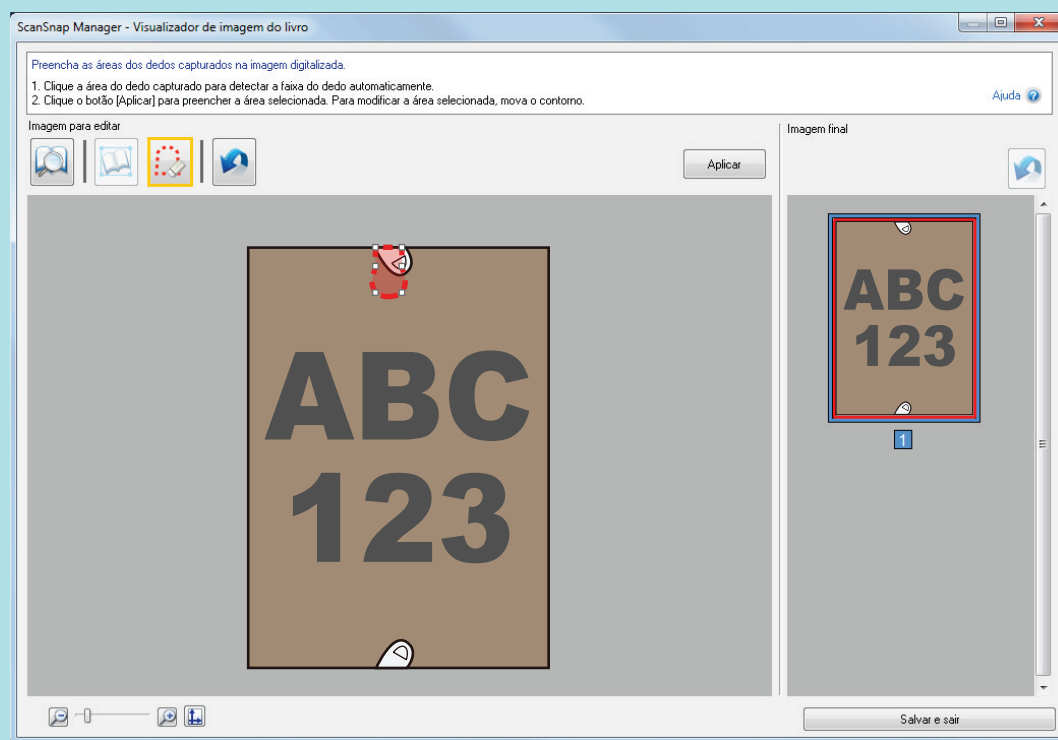 ScanSnap Manager - Visualizador de imagem do livro
Preencha as áreas dos dedos capturados na imagem digitalizada.
1. Clique a área do dedo capturado para detectar a faixa do dedo automaticamente.
2. Clique o botão [Aplicar] para preencher a área selecionada. Para modificar a área selecionada, mova o contorno.
Ajuda
Imagem para editar
Imagem final
Aplicar
ABC
123
ABC
123
1
Salvar e sair